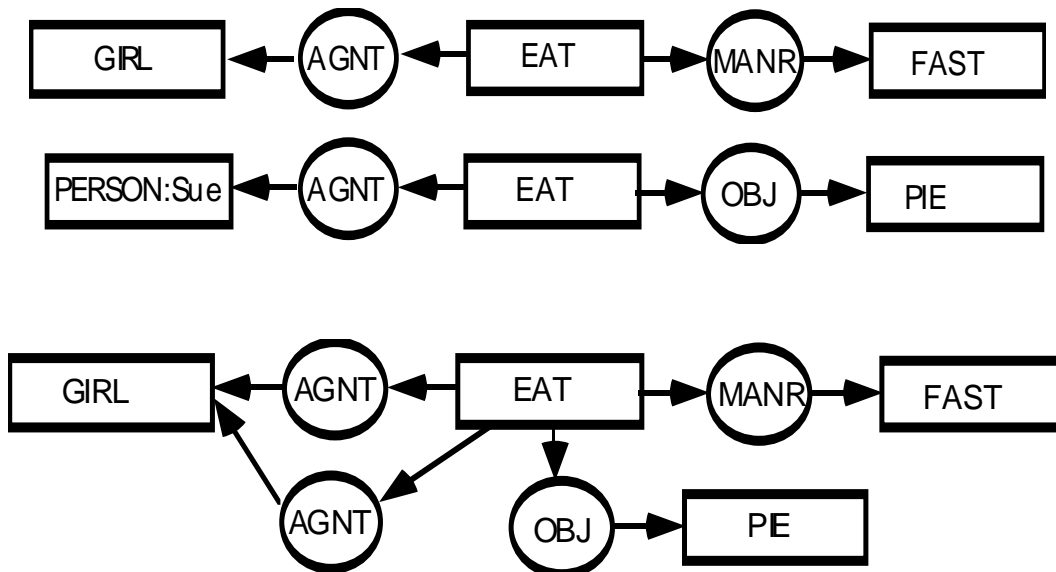 GIRL AGNT EAT MANR FAST
PERSON:Sue AGNT EAT OBJ PIE
GIRL AGNT EAT MANR FAST
AGNT OBJ PIE